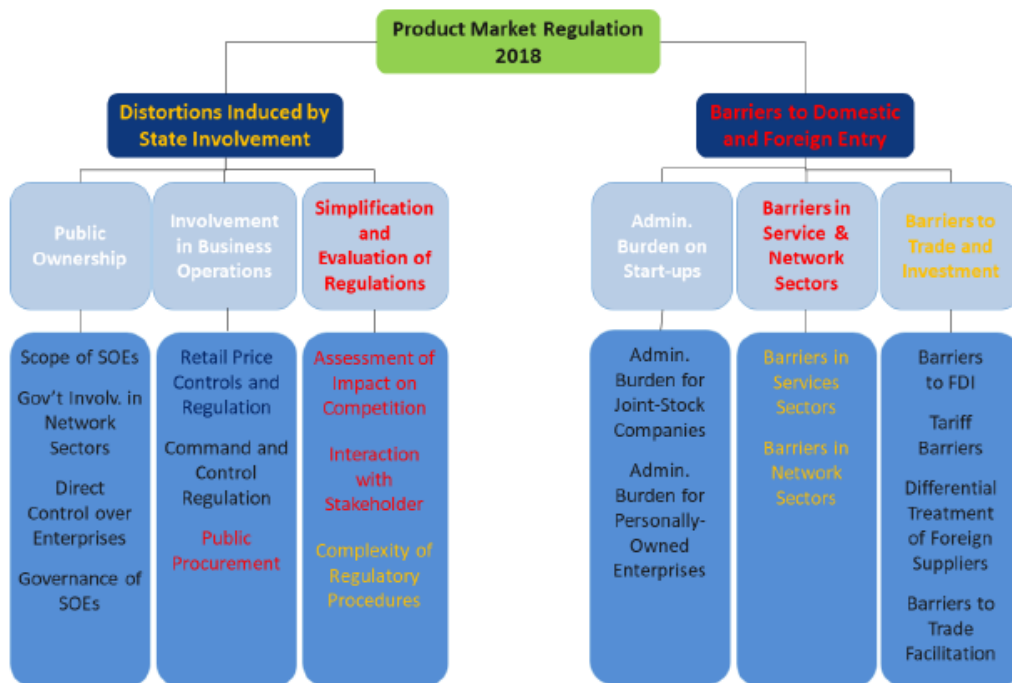 Product Market Regulation
2018
Distortions Induced by
State Involvement
Barriers to Domestic
and Foreign Entry
Public
Ownership
Involvement
in Business
Operations
Simplification
and
Evaluation of
Regulations
Admin.
Burden on
Start-ups
Barriers in
Service &
Network
Sectors
Barriers to
Trade and
Investment
Scope of SOEs
Gov't Involv. in
Network
Sectors
Direct
Control over
Enterprises
Governance of
SOEs
Retail Price
Controls and
Regulation
Command and
Control
Regulation
Public
Procurement
Assessment of
Impact on
Competition
Interaction
with
Stakeholder
Complexity of
Regulatory
Procedures
Admin.
Burden for
Joint-Stock
Companies
Admin.
Burden for
Personally-
Owned
Enterprises
Barriers in
Services
Sectors
Barriers in
Network
Sectors
Barriers
to FDI
Tariff
Barriers
Differential
Treatment
of Foreign
Suppliers
Barriers to
Trade
Facilitation